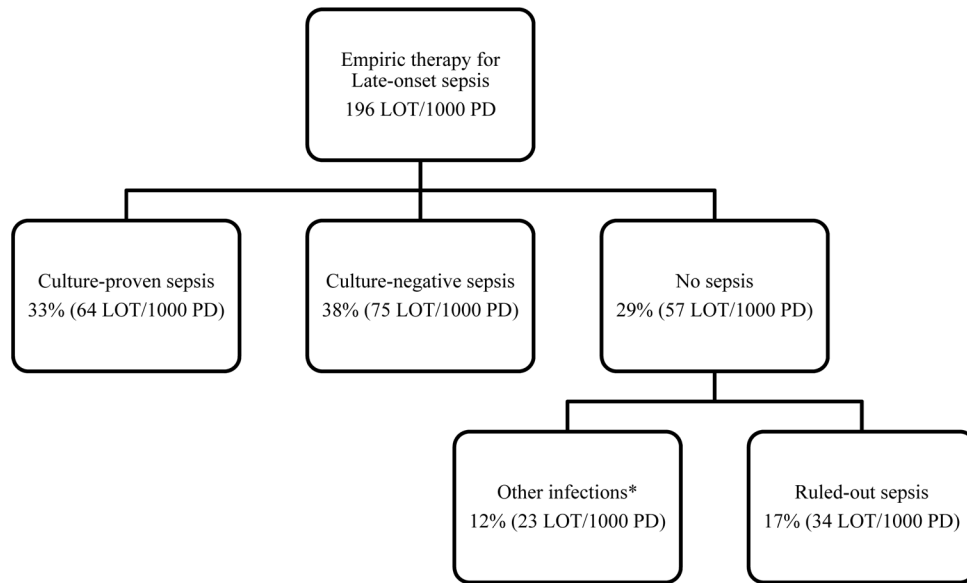 Empiric therapy for
Late-onset sepsis
196 LOT/1000 PD
Culture-proven sepsis
33% (64 LOT/1000 PD)
Culture-negative sepsis
38% (75 LOT/1000 PD)
No sepsis
29% (57 LOT/1000 PD)
Other infections*
12% (23 LOT/1000 PD)
Ruled-out sepsis
17% (34 LOT/1000 PD)